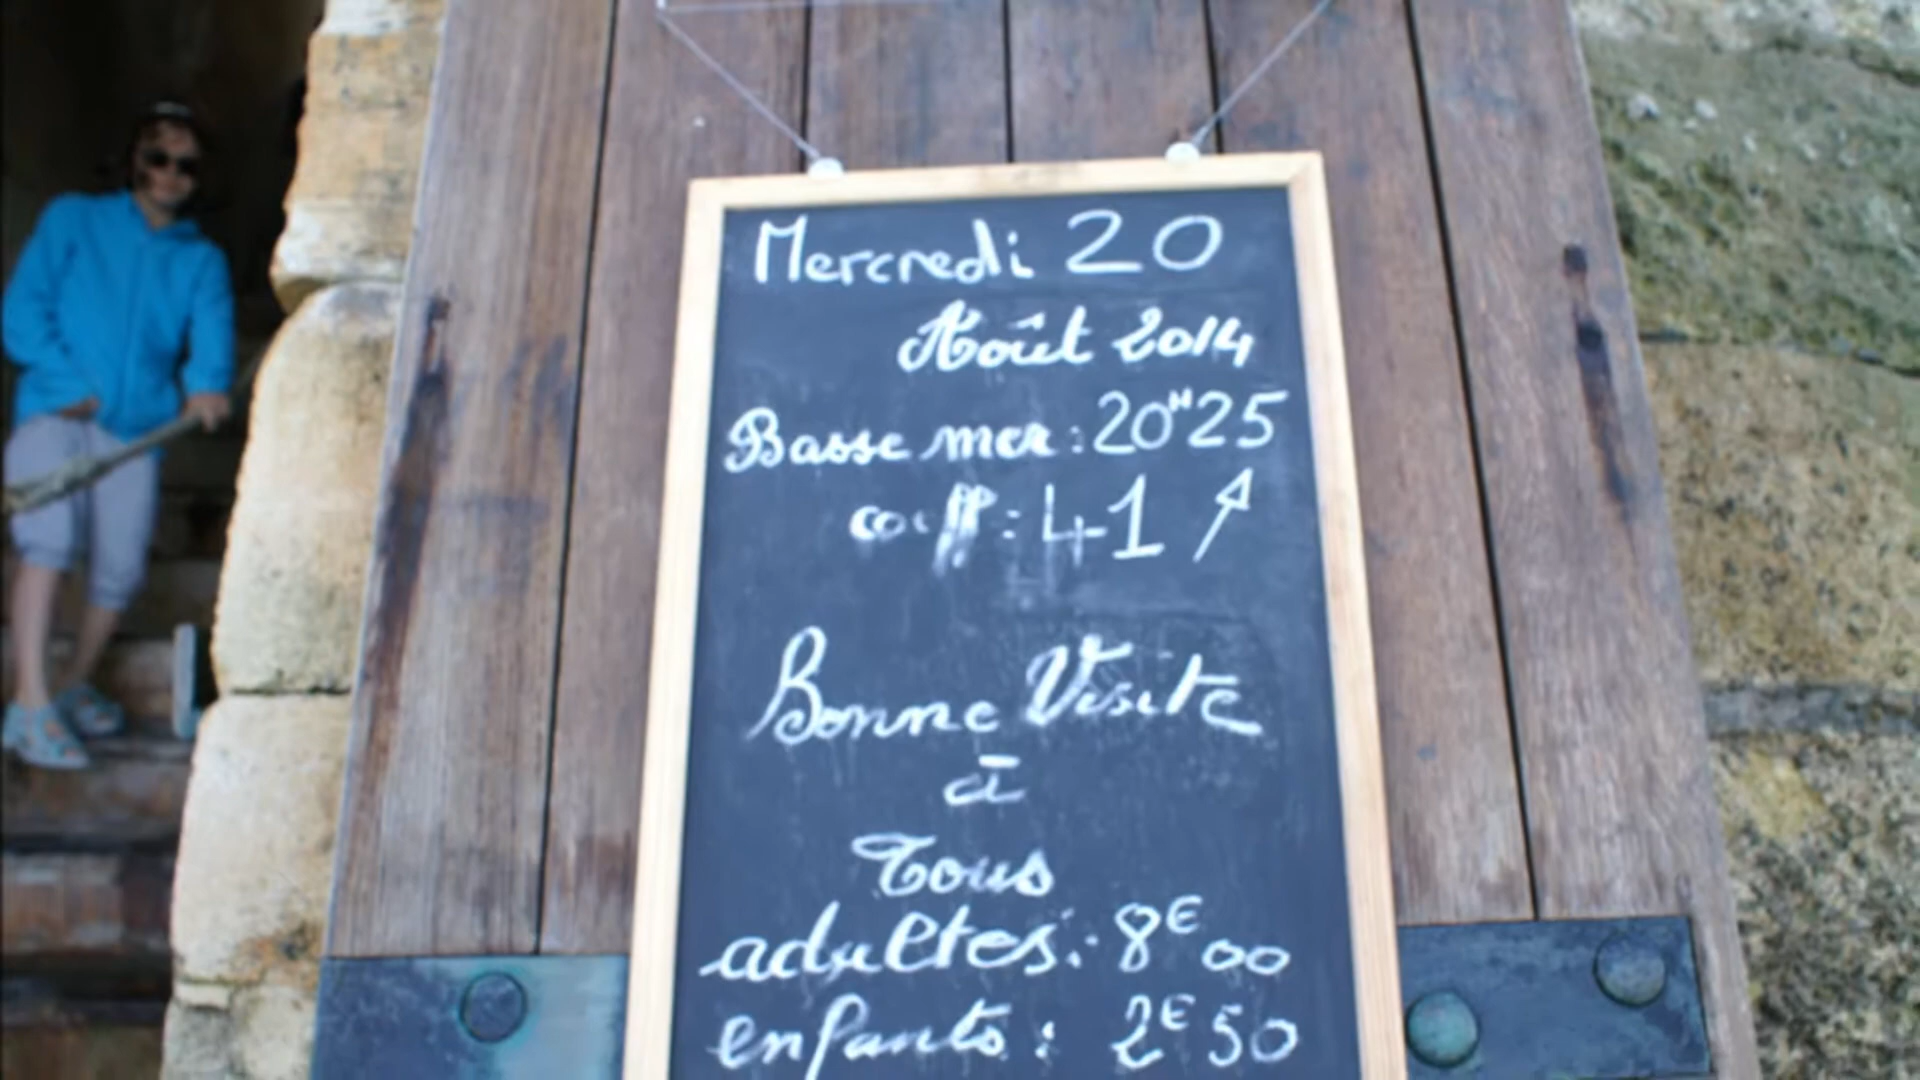 Mercredi 20
Août 2014
Basse mer : 20H25
coeff : 41 ↗
Bonne Visite
à
Tous
adultes : 8€ 00
enfants : 2€ 50